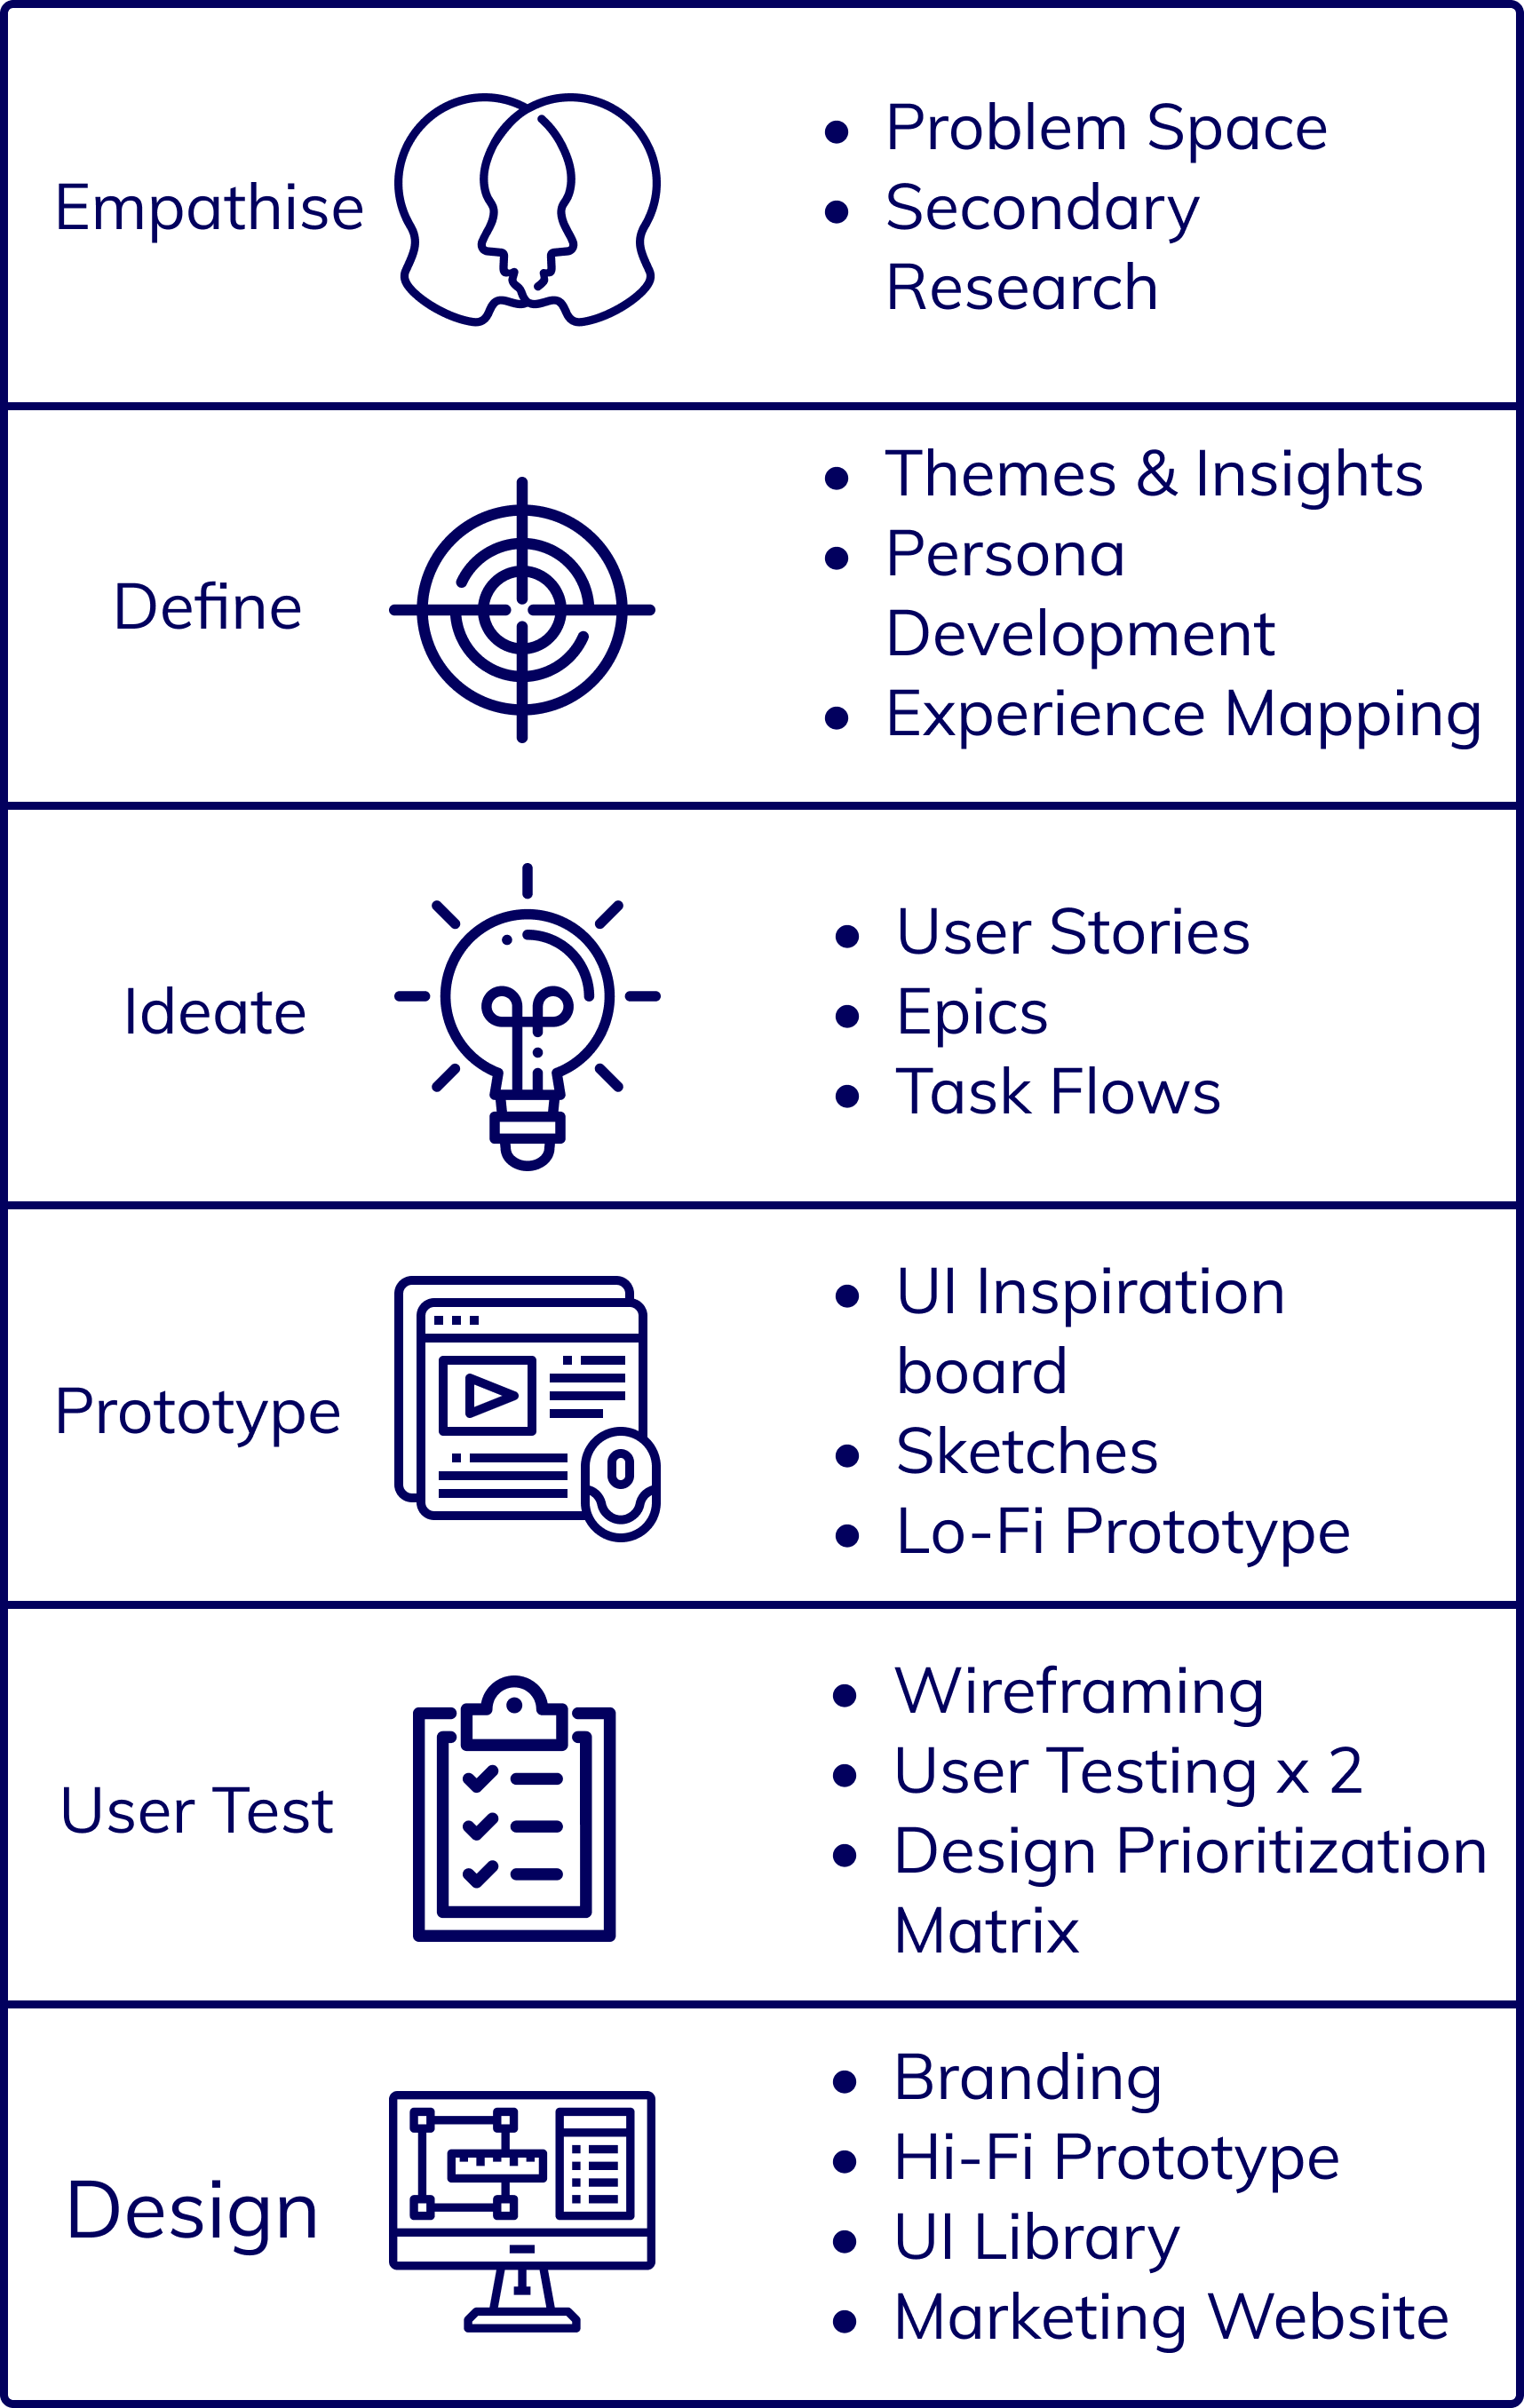 Empathise
• Problem Space
• Secondary
Research
Define
• Themes & Insights
• Persona
Development
• Experience Mapping
Ideate
• User Stories
• Epics
• Task Flows
Prototype
• UI Inspiration
board
• Sketches
• Lo-Fi Prototype
User Test
• Wireframing
• User Testing x 2
• Design Prioritization
Matrix
Design
• Branding
• Hi-Fi Prototype
• UI Library
• Marketing Website